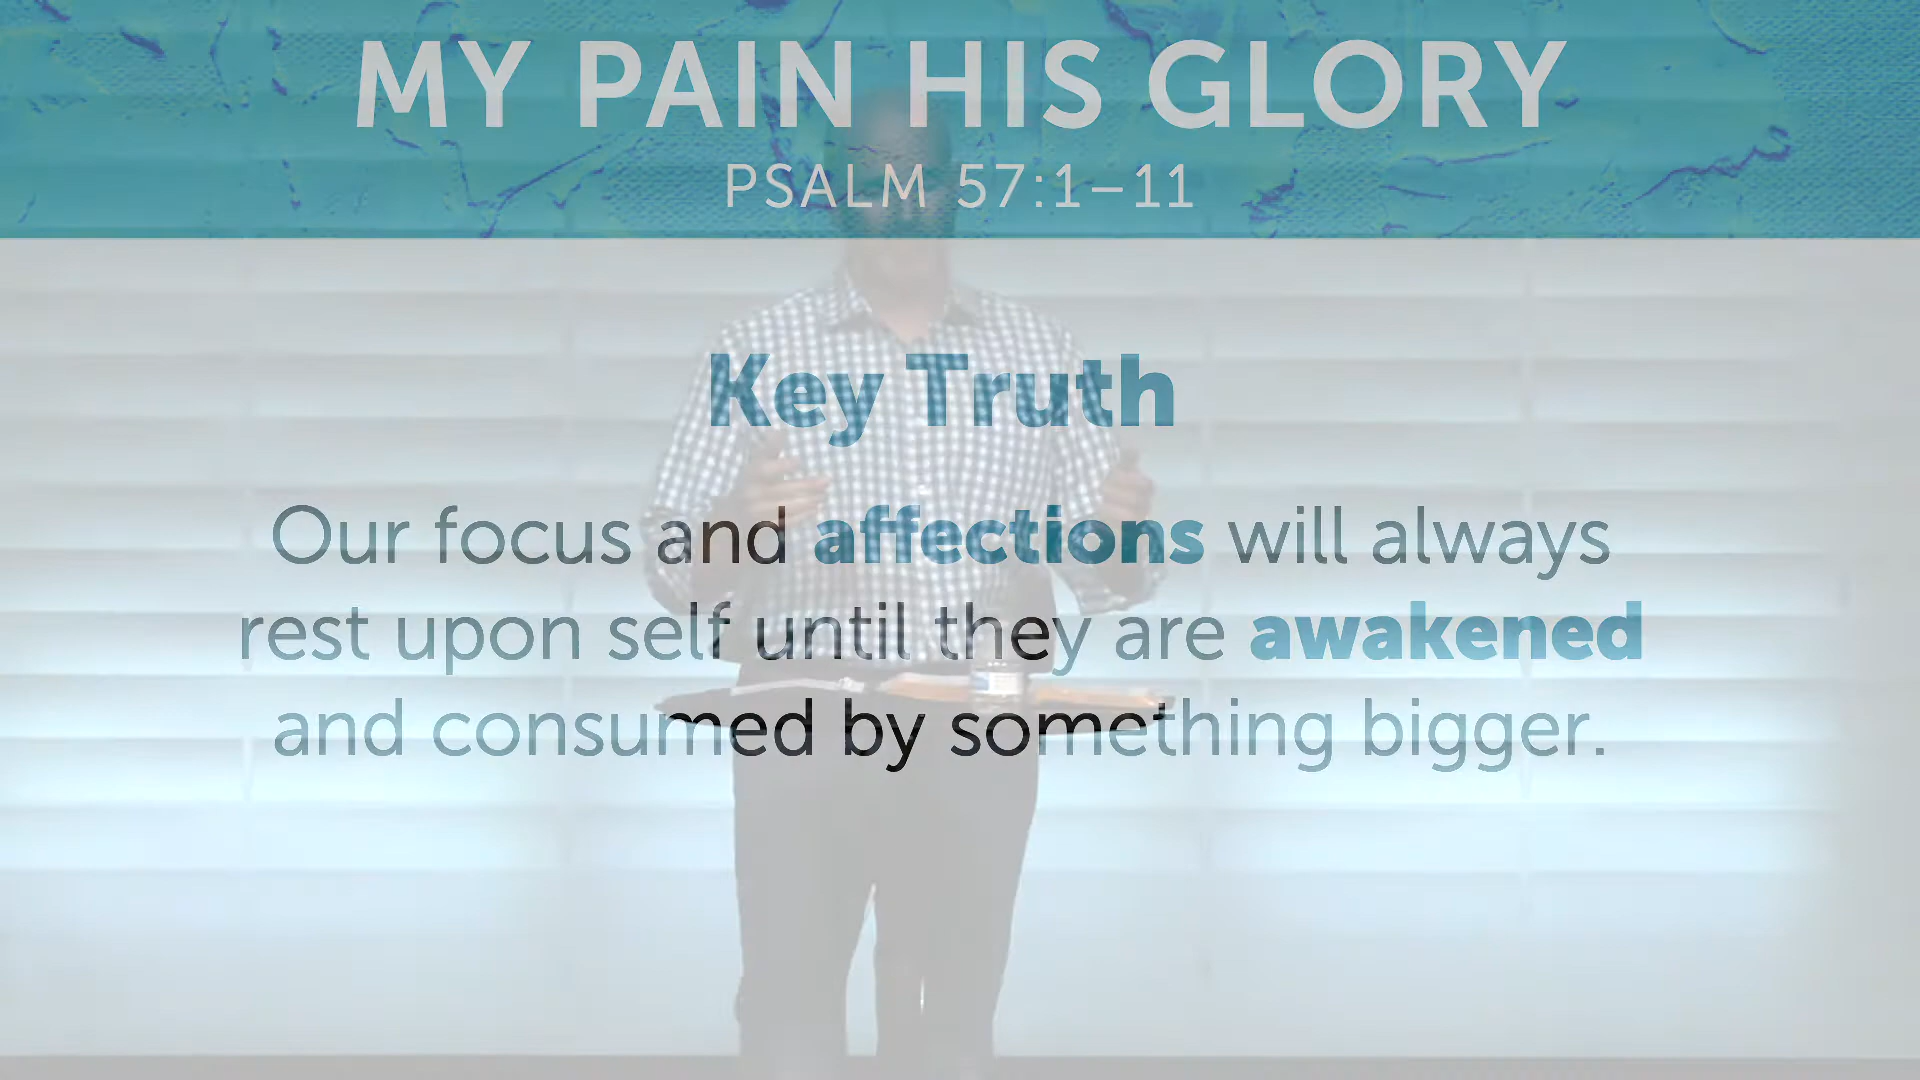 MY PAIN HIS GLORY
PSALM 57:1–11
Key Truth
Our focus and affections will always
rest upon self until they are awakened
and consumed by something bigger.